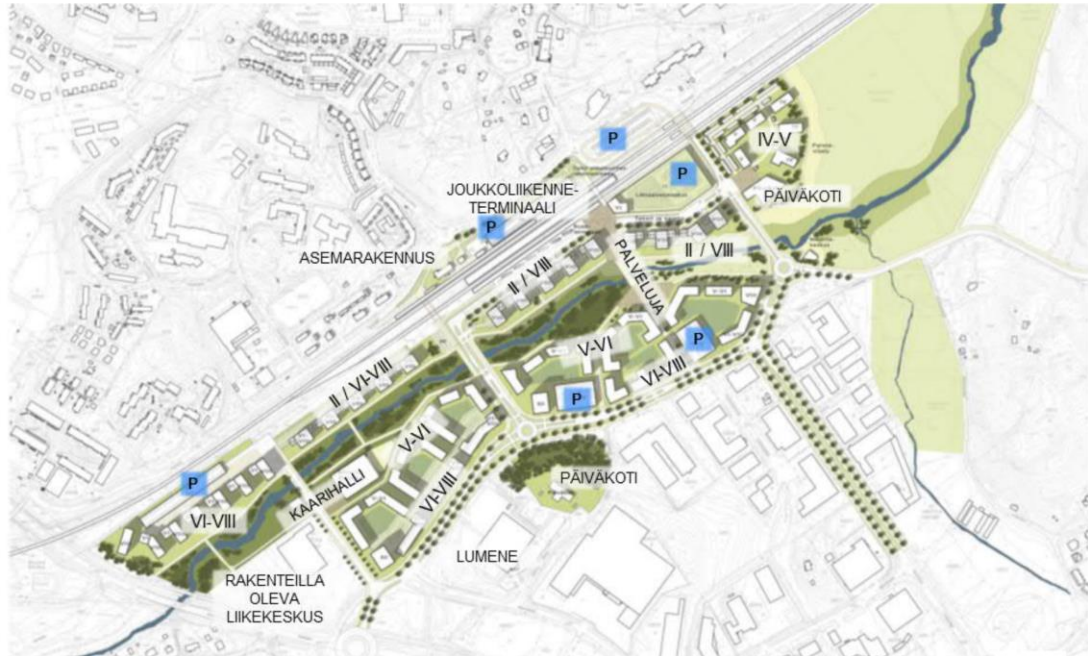 P
IV-V
P
JOUKKOLIIKENNE-
TERMINAALI
PÄIVÄKOTI
P
ASEMARAKENNUS
II / VIII
PALVELUJA
II / VIII
P
V-VI
VI-VIII
II / VI-VIII
P
V-VI
PÄIVÄKOTI
P
KAARIHALLI
VI-VIII
VI-VIII
LUMENE
RAKENTEILLA
OLEVA
LIIKEKESKUS